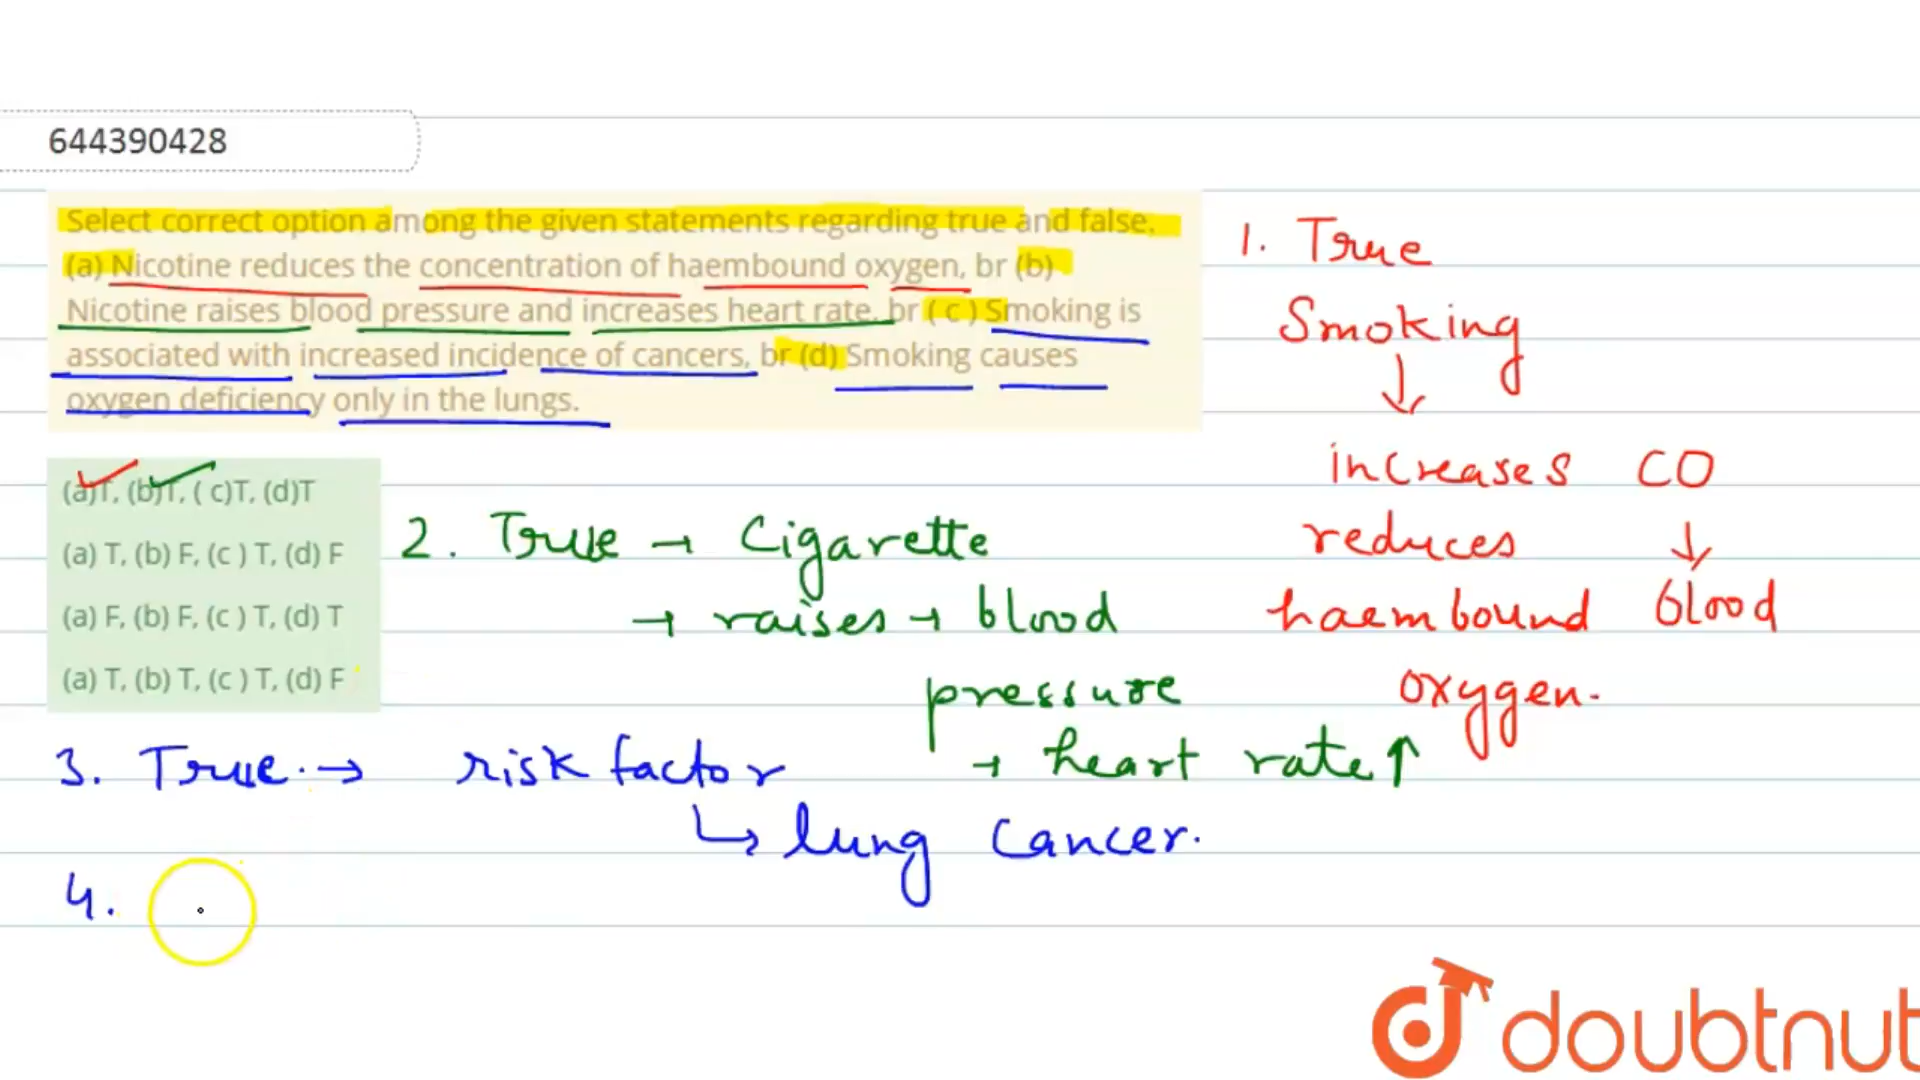 644390428
Select correct option among the given statements regarding true and false,
(a) Nicotine reduces the concentration of haembound oxygen, br (b)
Nicotine raises blood pressure and increases heart rate, br ( c ) Smoking is
associated with increased incidence of cancers, br (d) Smoking causes
oxygen deficiency only in the lungs.
(a)T, (b)T, ( c)T, (d)T
(a) T, (b) F, (c ) T, (d) F
(a) F, (b) F, (c ) T, (d) T
(a) T, (b) T, (c ) T, (d) F
1. True
Smoking
↓
increases CO
reduces ↓
haembound blood
oxygen.
2. True → Cigarette
→ raises → blood
pressure
→ heart rate ↑
3. True. → risk factor
↳ lung cancer.
4.
doubtnut